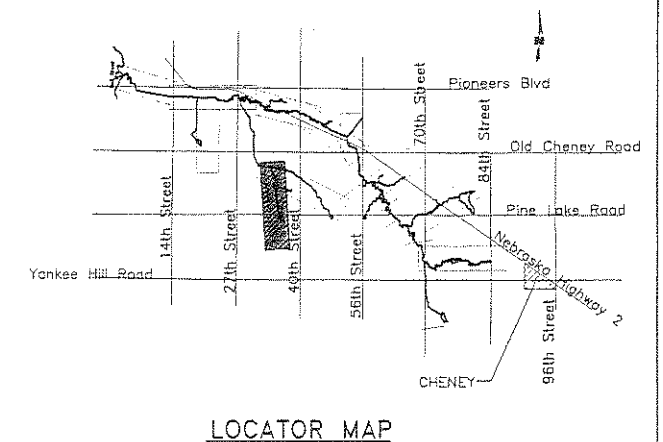 Pioneers Blvd
70th Street
84th Street
Old Cheney Road
14th Street
27th Street
40th Street
Pine Lake Road
56th Street
Nebraska Highway 2
Yankee Hill Road
96th Street
CHENEY
LOCATOR MAP